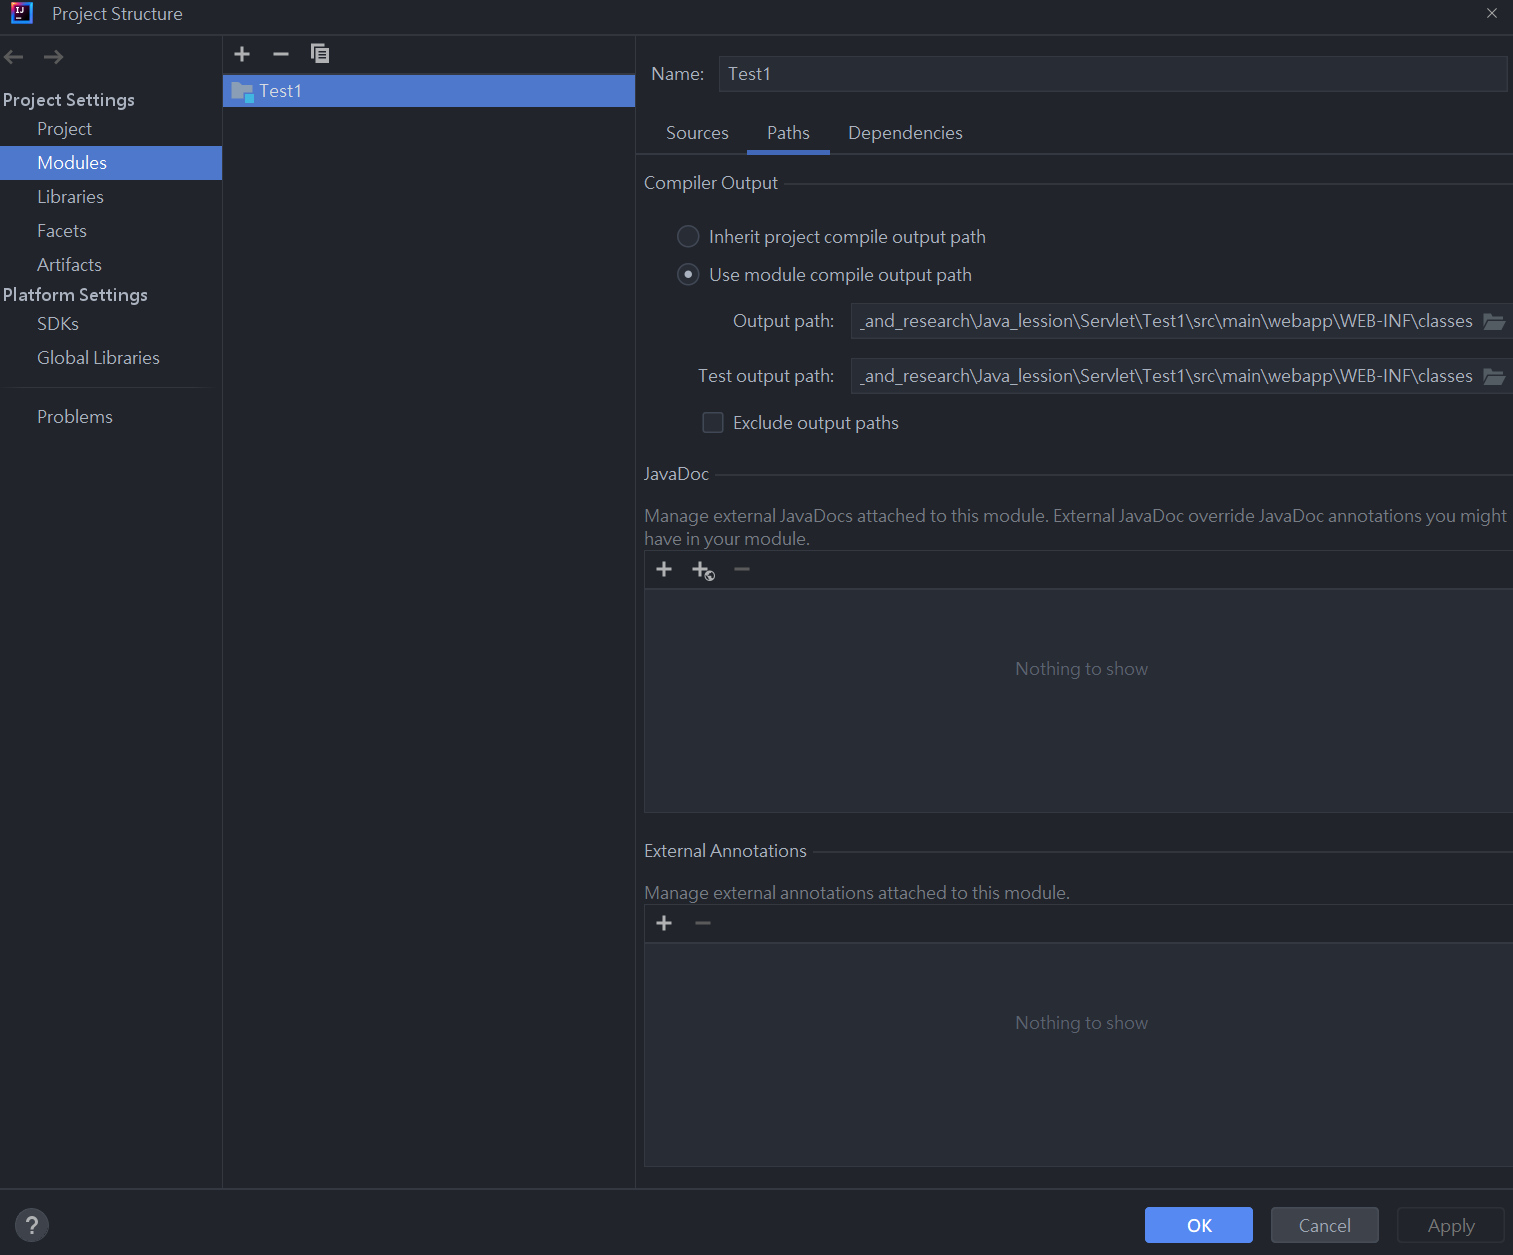 Project Structure
Project Settings
Project
Modules
Libraries
Facets
Artifacts
Platform Settings
SDKs
Global Libraries
Problems
Test1
Name: Test1
Sources Paths Dependencies
Compiler Output
Inherit project compile output path
Use module compile output path
Output path: _and_research\Java_lession\Servlet\Test1\src\main\webapp\WEB-INF\classes
Test output path: _and_research\Java_lession\Servlet\Test1\src\main\webapp\WEB-INF\classes
Exclude output paths
JavaDoc
Manage external JavaDocs attached to this module. External JavaDoc override JavaDoc annotations you might
have in your module.
Nothing to show
External Annotations
Manage external annotations attached to this module.
Nothing to show
? OK Cancel Apply